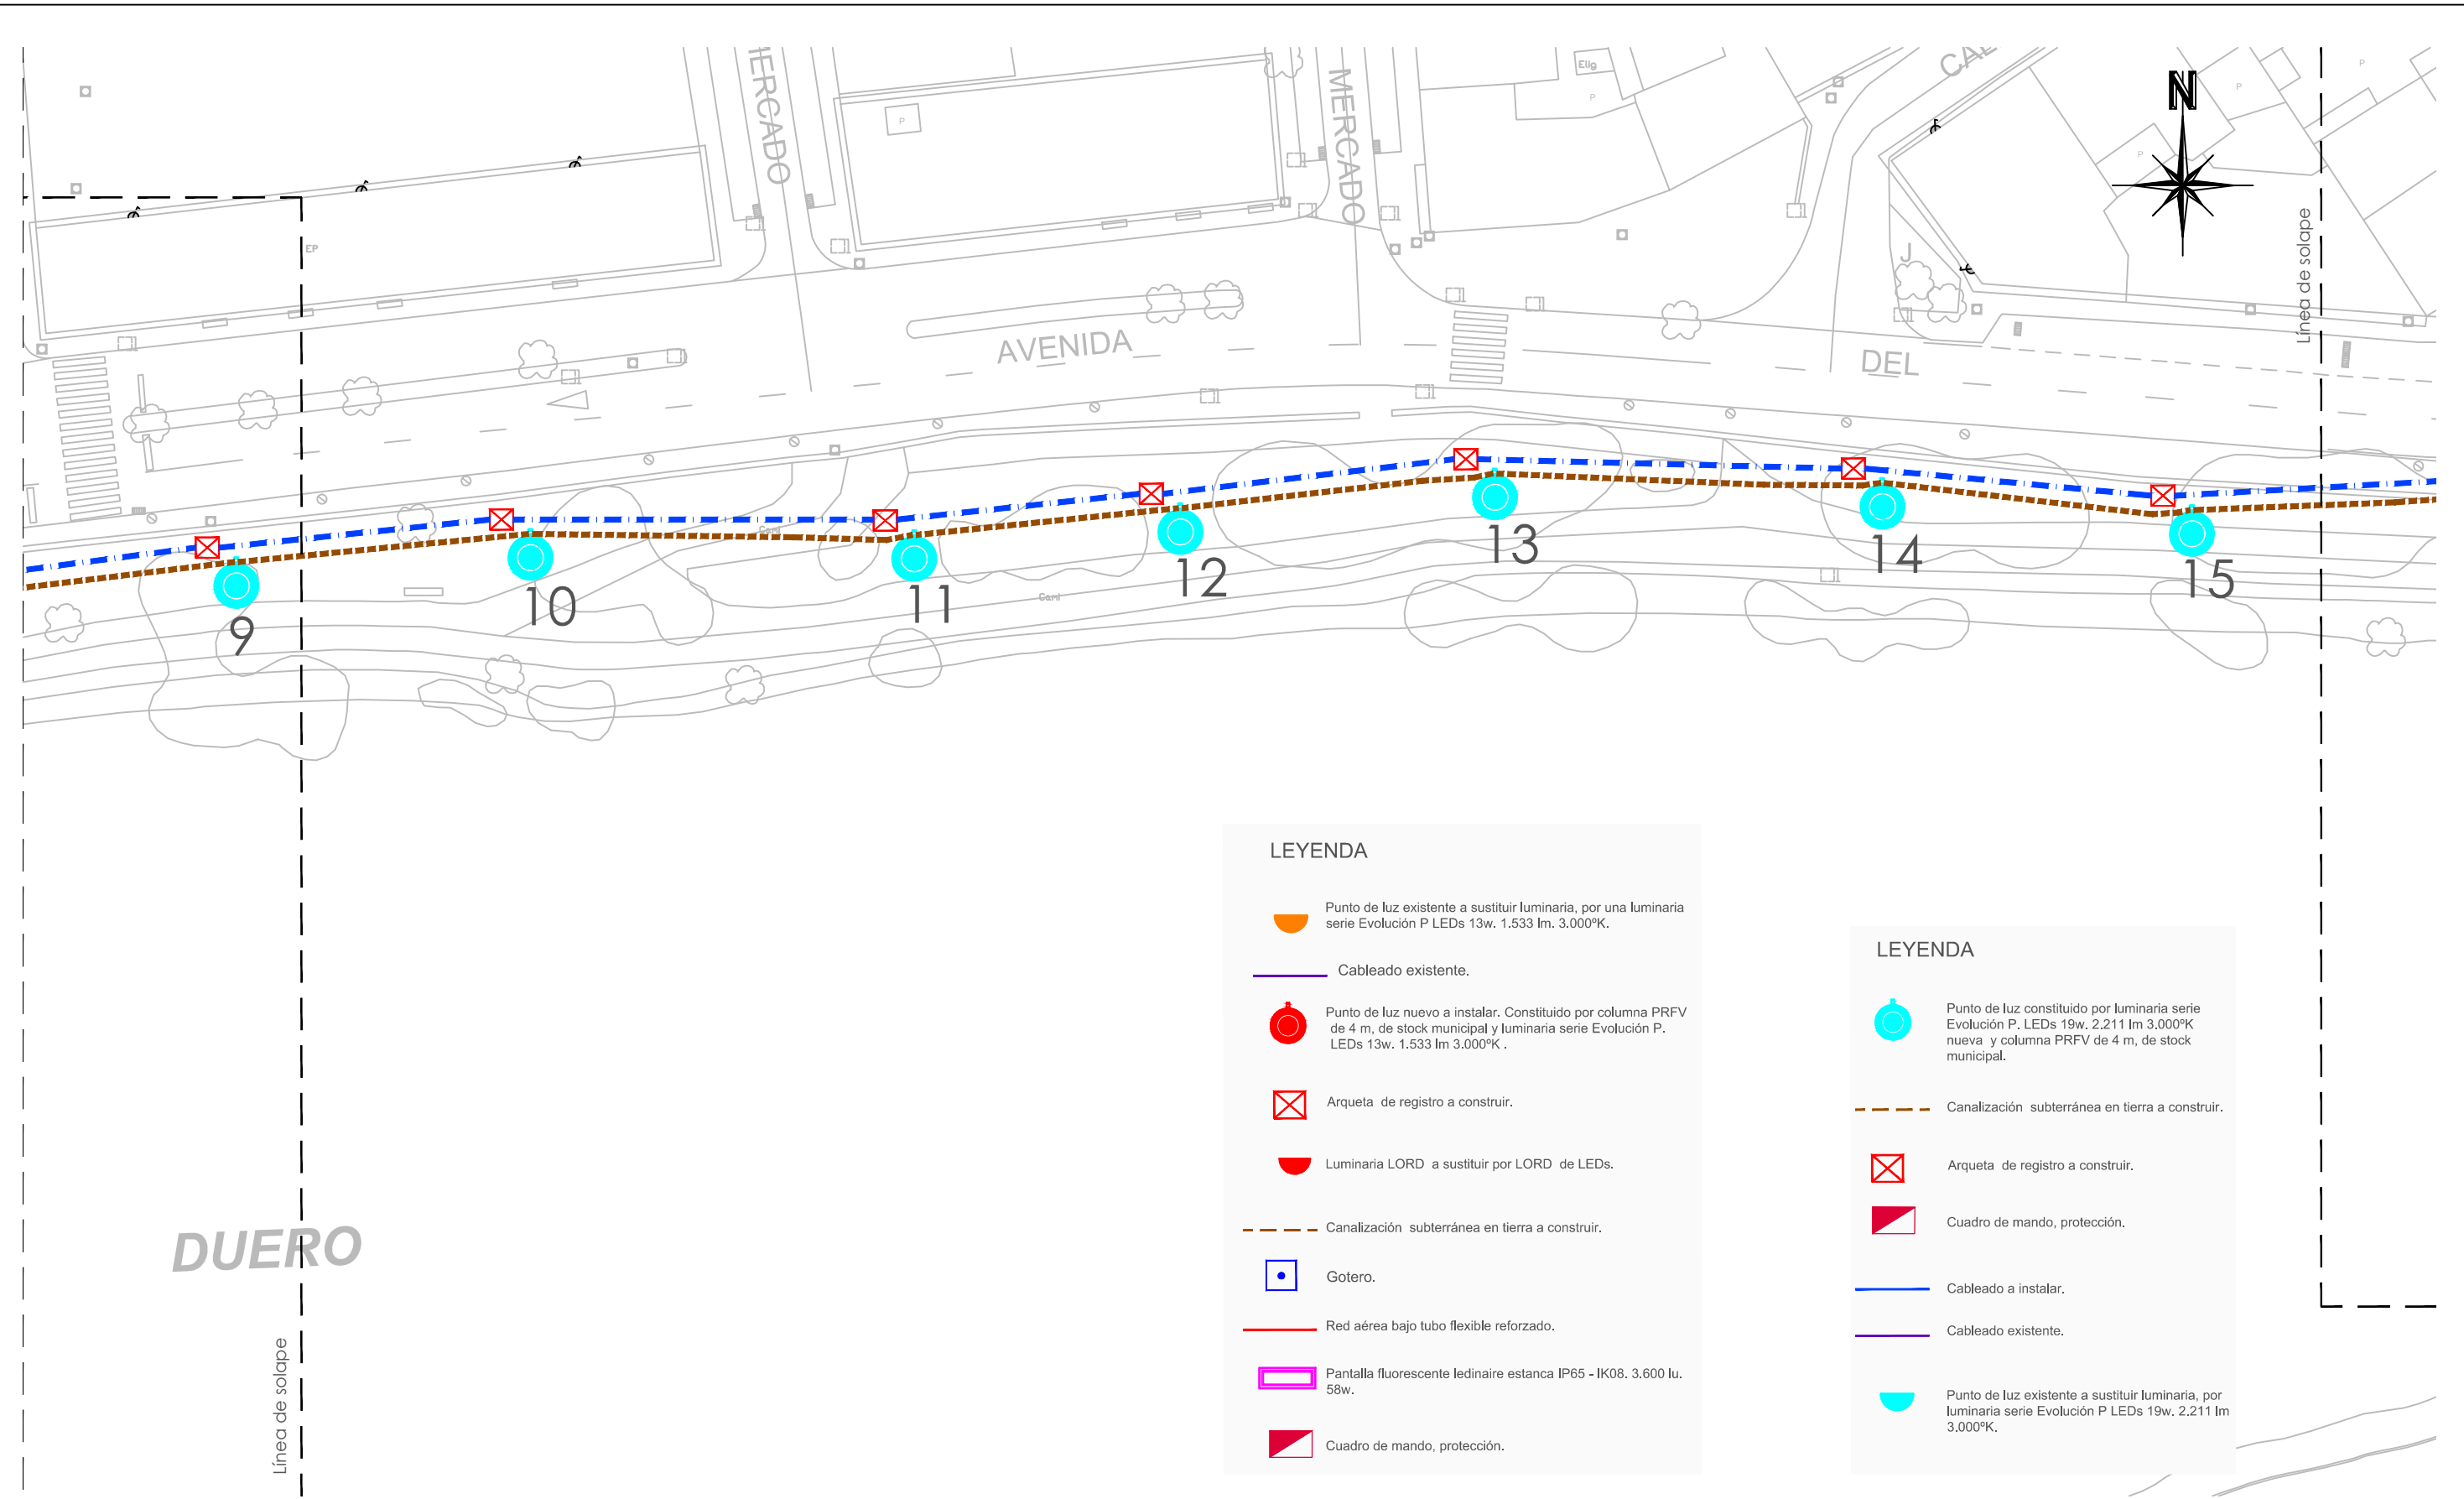 MERCADO
MERCADO
N
Elig
P
P
P
P
P
EP
J
AVENIDA
DEL
Línea de solape
9
10
11
12
13
14
15
DUERO
Línea de solape
LEYENDA
Punto de luz existente a sustituir luminaria, por una luminaria
serie Evolución P LEDs 13w. 1.533 lm. 3.000ºK.
Cableado existente.
Punto de luz nuevo a instalar. Constituido por columna PRFV
de 4 m, de stock municipal y luminaria serie Evolución P.
LEDs 13w. 1.533 lm 3.000ºK .
Arqueta de registro a construir.
Luminaria LORD a sustituir por LORD de LEDs.
Canalización subterránea en tierra a construir.
Gotero.
Red aérea bajo tubo flexible reforzado.
Pantalla fluorescente ledinaire estanca IP65 - IK08. 3.600 lu.
58w.
Cuadro de mando, protección.
LEYENDA
Punto de luz constituido por luminaria serie
Evolución P. LEDs 19w. 2.211 lm 3.000ºK
nueva y columna PRFV de 4 m, de stock
municipal.
Canalización subterránea en tierra a construir.
Arqueta de registro a construir.
Cuadro de mando, protección.
Cableado a instalar.
Cableado existente.
Punto de luz existente a sustituir luminaria, por
luminaria serie Evolución P LEDs 19w. 2.211 lm
3.000ºK.